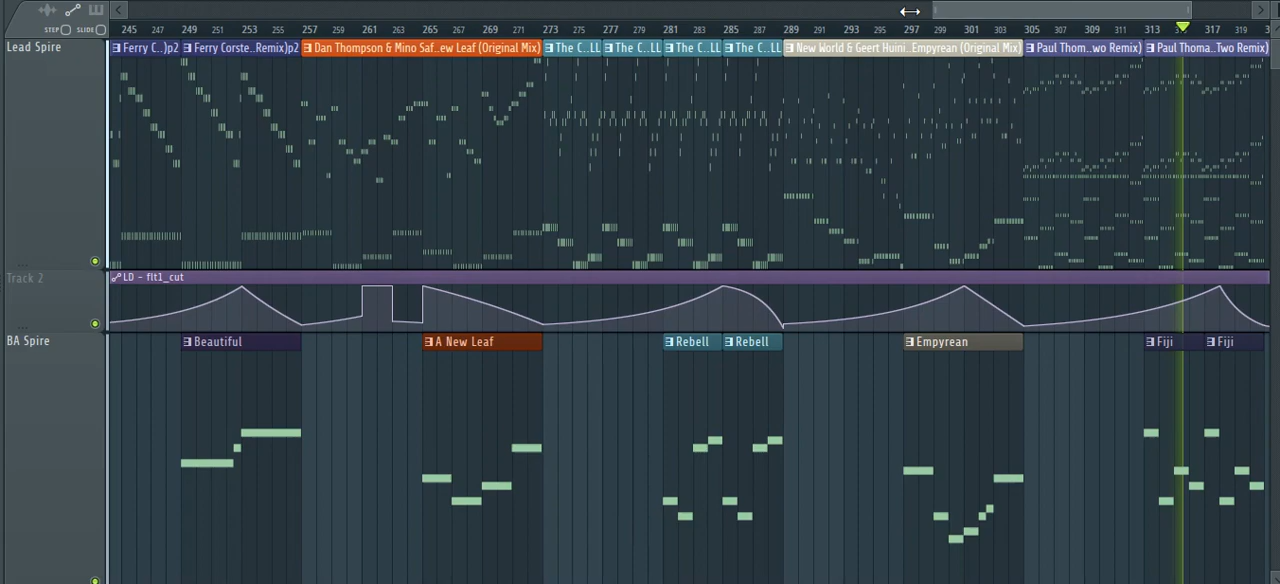 STEP SLIDE
245 247 249 251 253 255 257 259 261 263 265 267 269 271 273 275 277 279 281 283 285 287 289 291 293 295 297 299 301 303 305 307 309 311 313 317 319
Lead Spire
Ferry C..)p2 Ferry Corste..Remix)p2 Dan Thompson & Mino Saf..ew Leaf (Original Mix) The C..LL The C..LL The C..LL The C..LL New World & Geert Huini..Empyrean (Original Mix) Paul Thom..wo Remix) Paul Thoma..Two Remix)
Track 2
LD - flt1_cut
BA Spire
Beautiful A New Leaf Rebell Rebell Empyrean Fiji Fiji